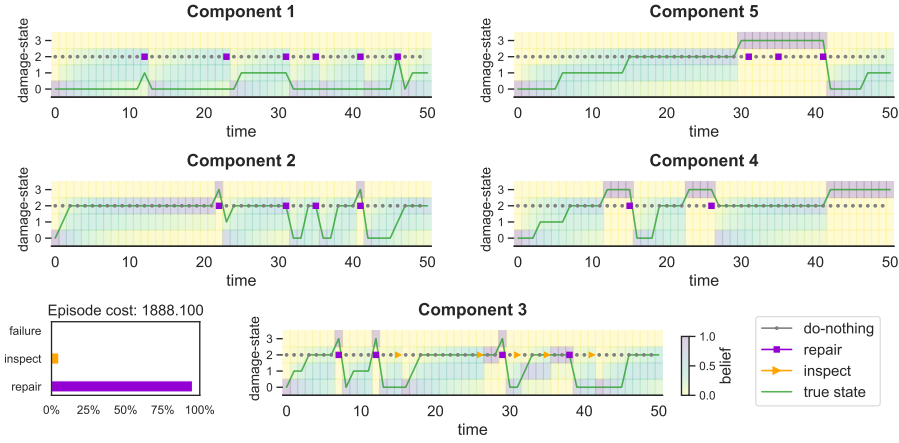 Component 1
damage-state
3
2
1
0
0 10 20 30 40 50
time
Component 5
damage-state
3
2
1
0
0 10 20 30 40 50
time
Component 2
damage-state
3
2
1
0
0 10 20 30 40 50
time
Component 4
damage-state
3
2
1
0
0 10 20 30 40 50
time
Episode cost: 1888.100
failure
inspect
repair
0% 25% 50% 75% 100%
Component 3
damage-state
3
2
1
0
0 10 20 30 40 50
time
1.0
0.5
0.0
belief
do-nothing
repair
inspect
true state